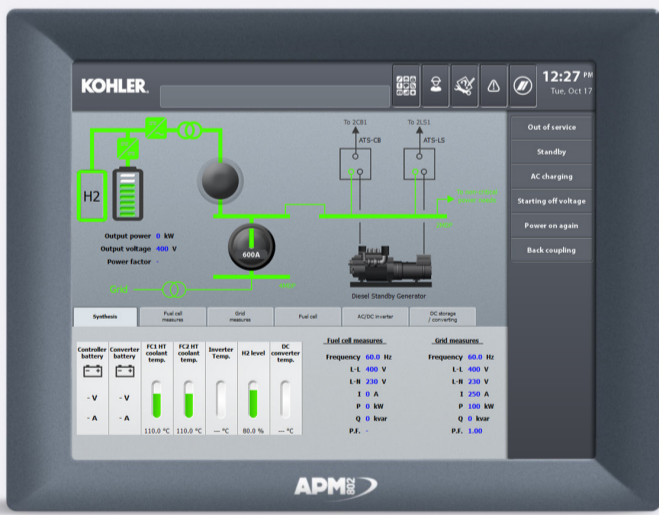 KOHLER.
12:27 PM
Tue, Oct 17
Out of service
Standby
AC charging
Starting off voltage
Power on again
Back coupling
To 2CB1
To 2LS1
ATS-CB
ATS-LS
H2
600A
Output power 0 kW
Output voltage 400 V
Power factor -
Grid
Diesel Standby Generator
Synthesis
Fuel cell measures
Grid measures
Fuel cell
AC/DC inverter
DC storage / converting
Controller battery
Converter battery
FC1 HT coolant temp.
FC2 HT coolant temp.
Inverter Temp.
H2 level
DC converter temp.
- V
- V
- A
- A
110.0 °C
110.0 °C
-- °C
80.0 %
-- °C
Fuel cell measures
Frequency 60.0 Hz
L-L 400 V
L-N 230 V
I 0 A
P 0 kW
Q 0 kvar
P.F. -
Grid measures
Frequency 60.0 Hz
L-L 400 V
L-N 230 V
I 250 A
P 100 kW
Q 0 kvar
P.F. 1.00
APM802